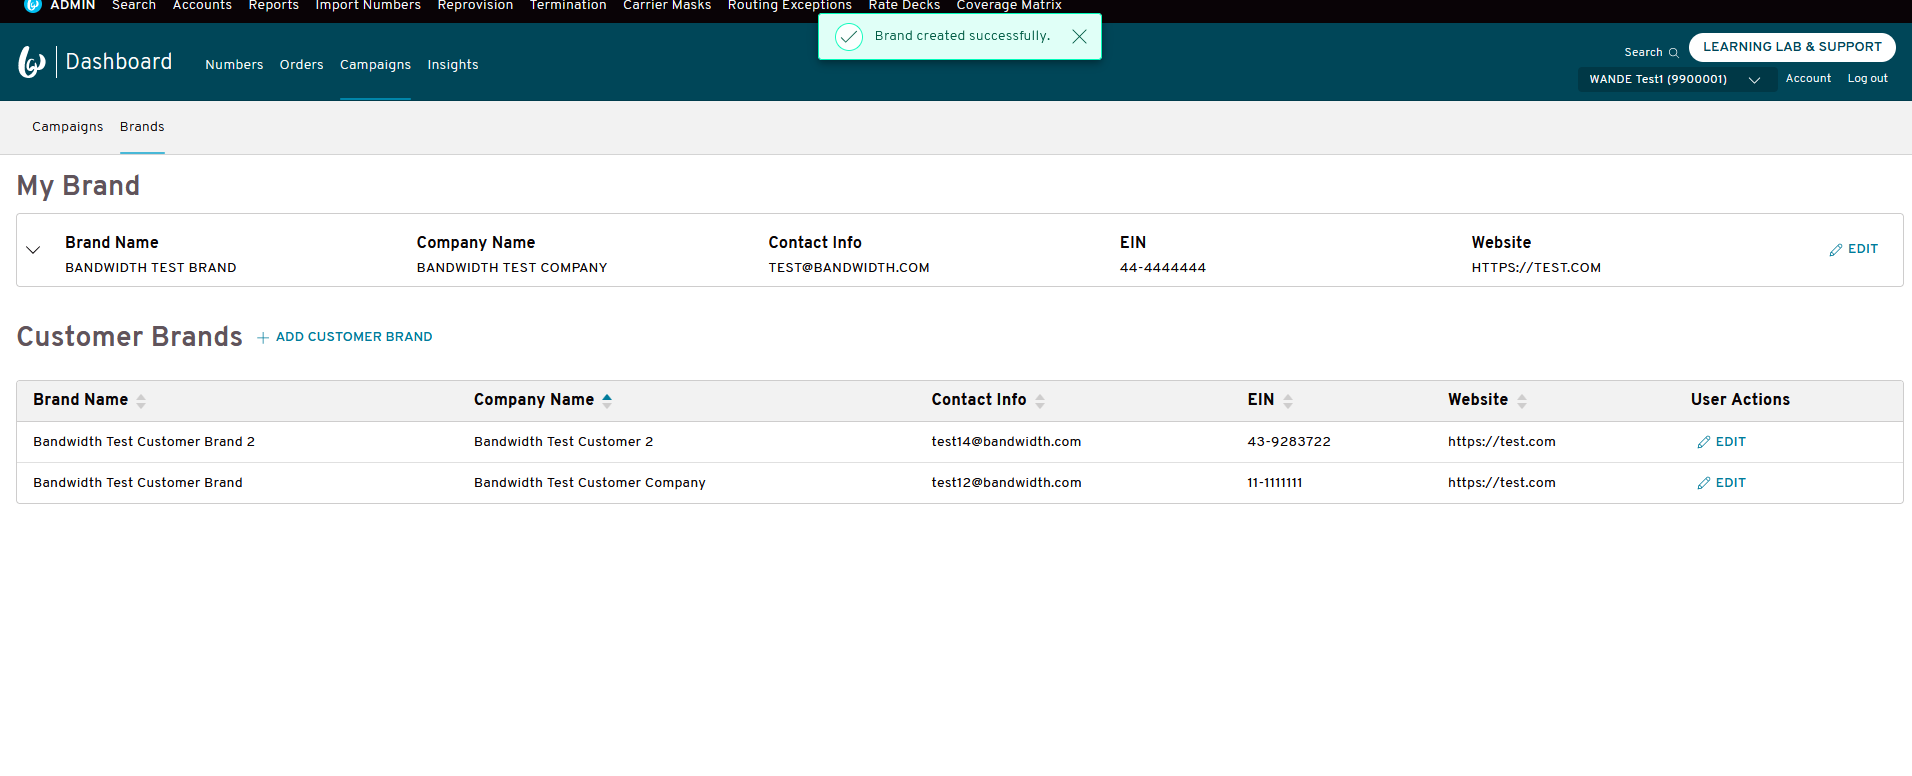 ADMIN Search Accounts Reports Import Numbers Reprovision Termination Carrier Masks Routing Exceptions Rate Decks Coverage Matrix
Brand created successfully.
Dashboard Numbers Orders Campaigns Insights
Search LEARNING LAB & SUPPORT
WANDE Test1 (9900001) Account Log out
Campaigns Brands
My Brand
Brand Name Company Name Contact Info EIN Website
BANDWIDTH TEST BRAND BANDWIDTH TEST COMPANY TEST@BANDWIDTH.COM 44-4444444 HTTPS://TEST.COM EDIT
Customer Brands + ADD CUSTOMER BRAND
Brand Name Company Name Contact Info EIN Website User Actions
Bandwidth Test Customer Brand 2 Bandwidth Test Customer 2 test14@bandwidth.com 43-9283722 https://test.com EDIT
Bandwidth Test Customer Brand Bandwidth Test Customer Company test12@bandwidth.com 11-1111111 https://test.com EDIT